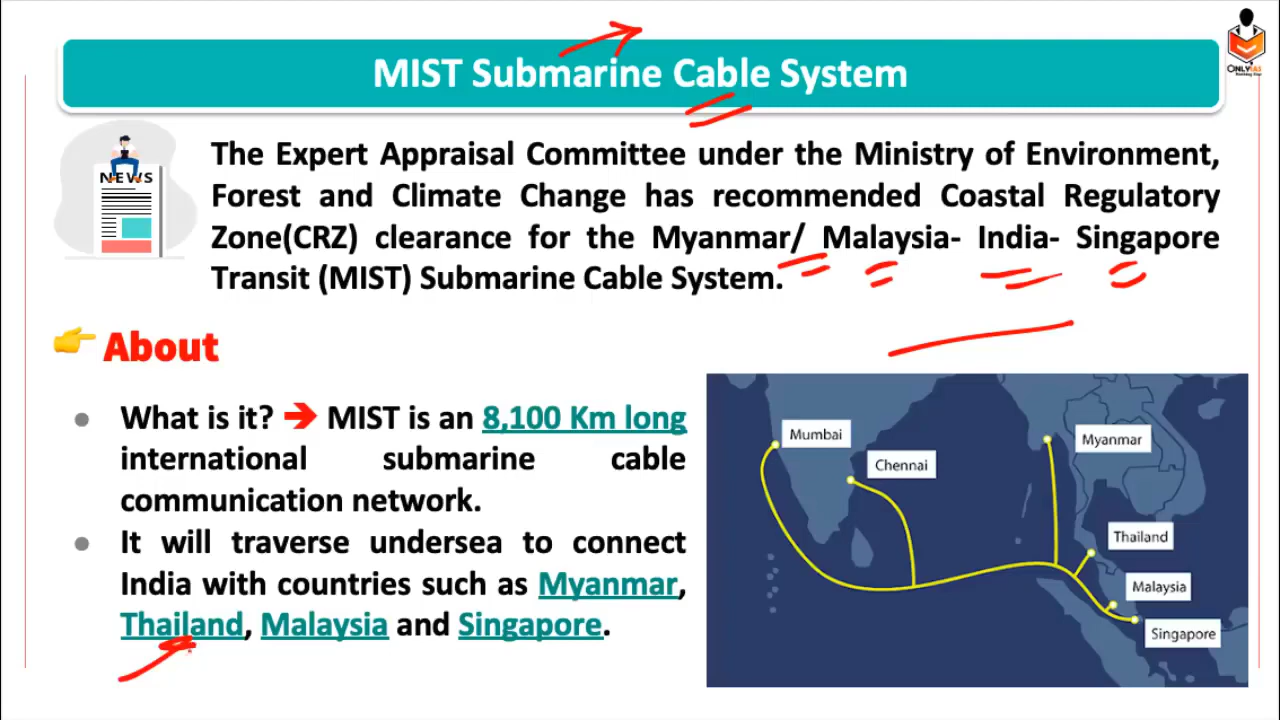 MIST Submarine Cable System
ONLYIAS
NEWS
The Expert Appraisal Committee under the Ministry of Environment,
Forest and Climate Change has recommended Coastal Regulatory
Zone(CRZ) clearance for the Myanmar/ Malaysia- India- Singapore
Transit (MIST) Submarine Cable System.
About
What is it? ➔ MIST is an 8,100 Km long
international submarine cable
communication network.
It will traverse undersea to connect
India with countries such as Myanmar,
Thailand, Malaysia and Singapore.
Mumbai
Chennai
Myanmar
Thailand
Malaysia
Singapore